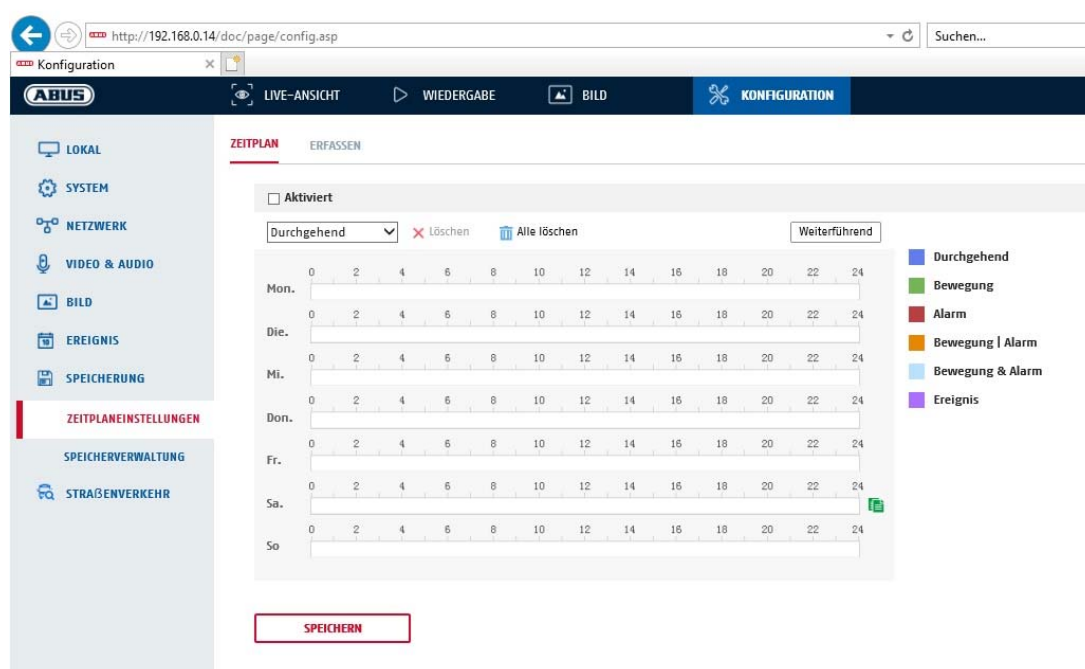 http://192.168.0.14/doc/page/config.asp
Suchen...
Konfiguration
ABUS
LIVE-ANSICHT
WIEDERGABE
BILD
KONFIGURATION
LOKAL
SYSTEM
NETZWERK
VIDEO & AUDIO
BILD
EREIGNIS
SPEICHERUNG
ZEITPLANEINSTELLUNGEN
SPEICHERVERWALTUNG
STRAßENVERKEHR
ZEITPLAN
ERFASSEN
Aktiviert
Durchgehend
Löschen
Alle löschen
Weiterführend
0 2 4 6 8 10 12 14 16 18 20 22 24
Mon.
0 2 4 6 8 10 12 14 16 18 20 22 24
Die.
0 2 4 6 8 10 12 14 16 18 20 22 24
Mi.
0 2 4 6 8 10 12 14 16 18 20 22 24
Don.
0 2 4 6 8 10 12 14 16 18 20 22 24
Fr.
0 2 4 6 8 10 12 14 16 18 20 22 24
Sa.
0 2 4 6 8 10 12 14 16 18 20 22 24
So
Durchgehend
Bewegung
Alarm
Bewegung | Alarm
Bewegung & Alarm
Ereignis
SPEICHERN